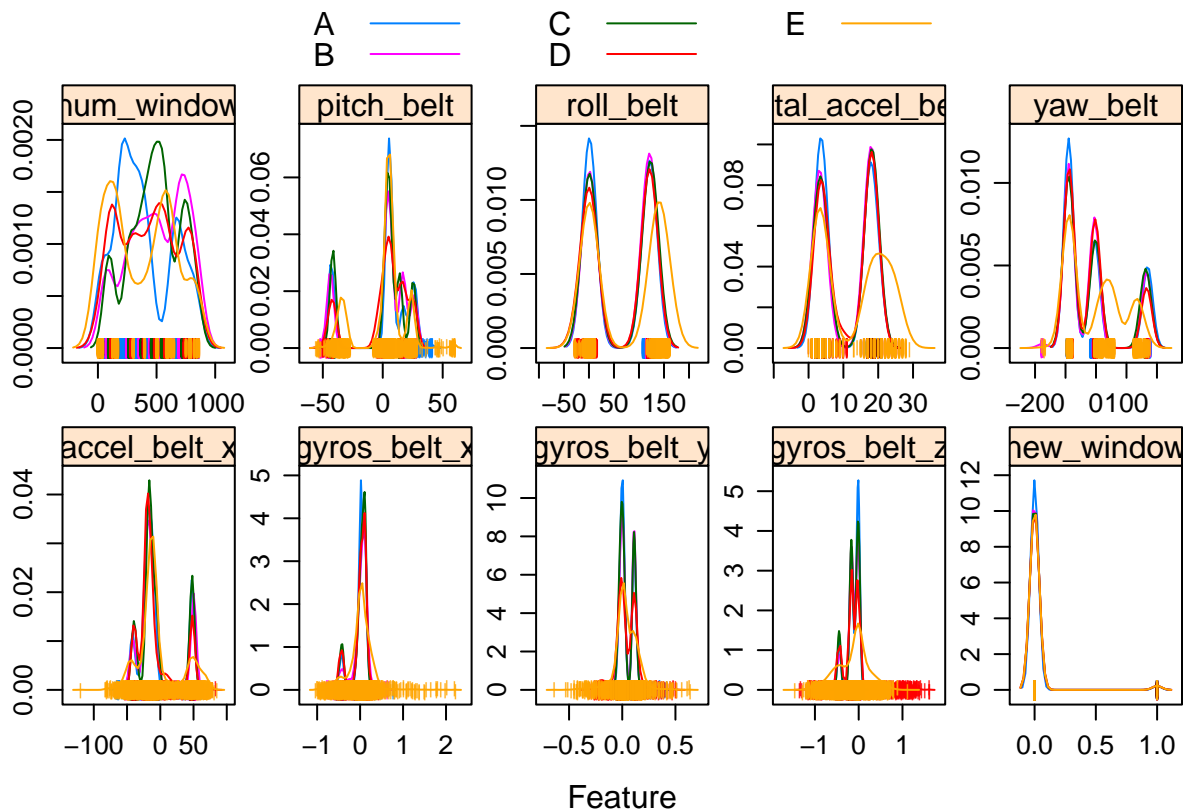 A C E
B D
num_window pitch_belt roll_belt tal_accel_be yaw_belt
0.0000 0.0010 0.0020
0.00 0.02 0.04 0.06
0.000 0.005 0.010
0.00 0.04 0.08
0.000 0.005 0.010
0 500 1000
−50 0 50
−50 50 150
0 10 20 30
−200 0 100
accel_belt_x gyros_belt_x gyros_belt_y gyros_belt_z new_window
0.00 0.02 0.04
0 1 2 3 4 5
0 2 4 6 8 10
0 1 2 3 4 5
0 2 4 6 8 10 12
−100 0 50
−1 0 1 2
−0.5 0.0 0.5
−1 0 1
0.0 0.5 1.0
Feature